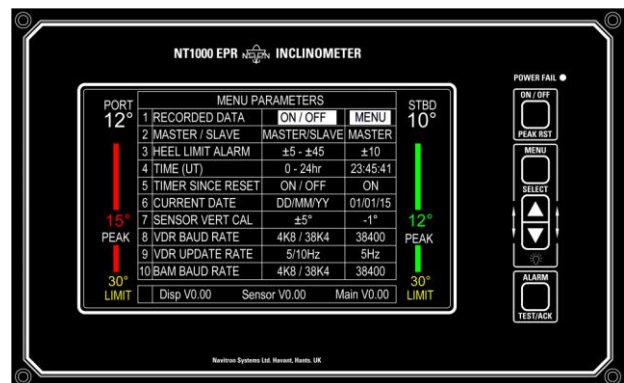 NT1000 EPR NAVITRON INCLINOMETER
POWER FAIL
ON / OFF
PEAK RST
MENU
SELECT
ALARM
TEST/ACK
PORT
12°
15°
PEAK
30°
LIMIT
MENU PARAMETERS
1 RECORDED DATA ON / OFF MENU
2 MASTER / SLAVE MASTER/SLAVE MASTER
3 HEEL LIMIT ALARM ±5 - ±45 ±10
4 TIME (UT) 0 - 24hr 23:45:41
5 TIMER SINCE RESET ON / OFF ON
6 CURRENT DATE DD/MM/YY 01/01/15
7 SENSOR VERT CAL ±5° -1°
8 VDR BAUD RATE 4K8 / 38K4 38400
9 VDR UPDATE RATE 5/10Hz 5Hz
10 BAM BAUD RATE 4K8 / 38K4 38400
Disp V0.00 Sensor V0.00 Main V0.00
STBD
10°
12°
PEAK
30°
LIMIT
Navitron Systems Ltd. Havant, Hants. UK